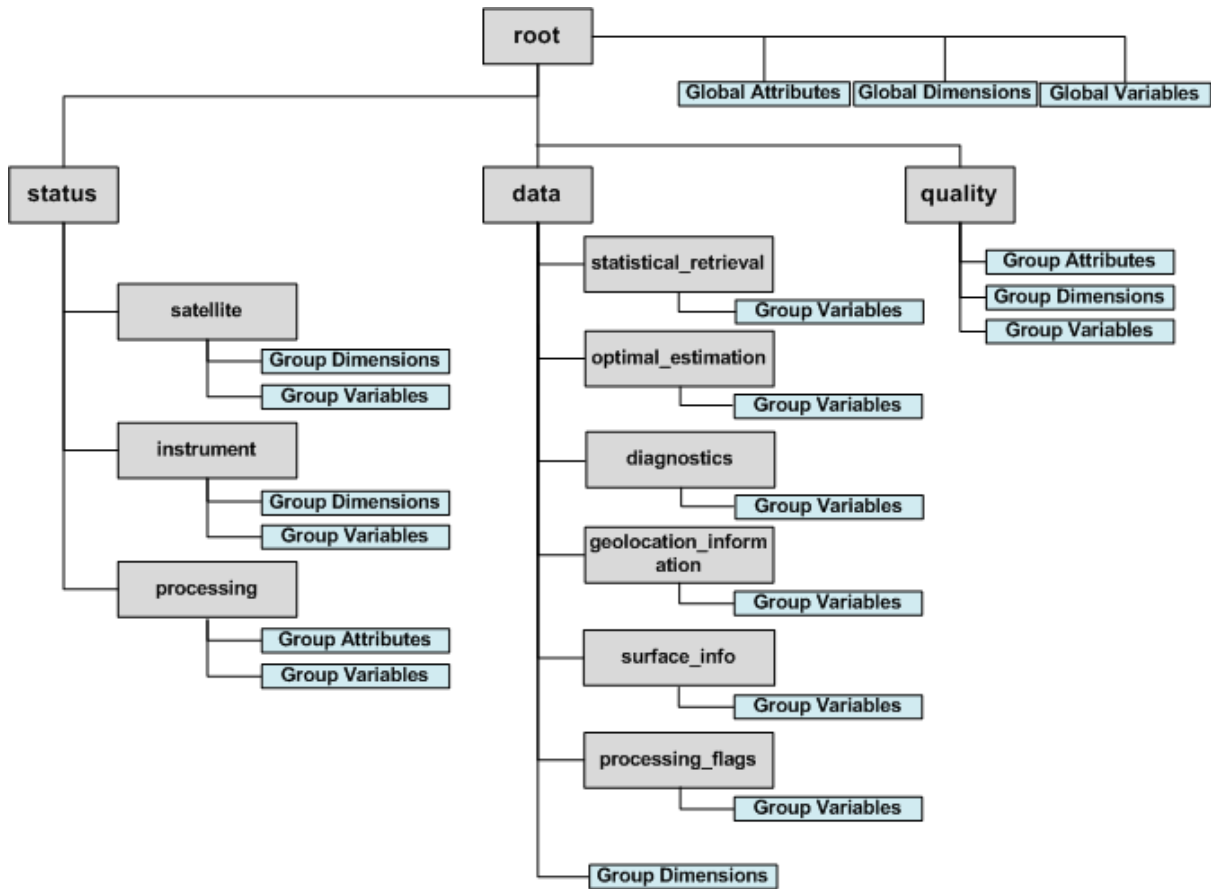 root
Global Attributes
Global Dimensions
Global Variables
status
data
quality
satellite
Group Dimensions
Group Variables
instrument
Group Dimensions
Group Variables
processing
Group Attributes
Group Variables
statistical_retrieval
Group Variables
optimal_estimation
Group Variables
diagnostics
Group Variables
geolocation_inform
ation
Group Variables
surface_info
Group Variables
processing_flags
Group Variables
Group Dimensions
Group Attributes
Group Dimensions
Group Variables